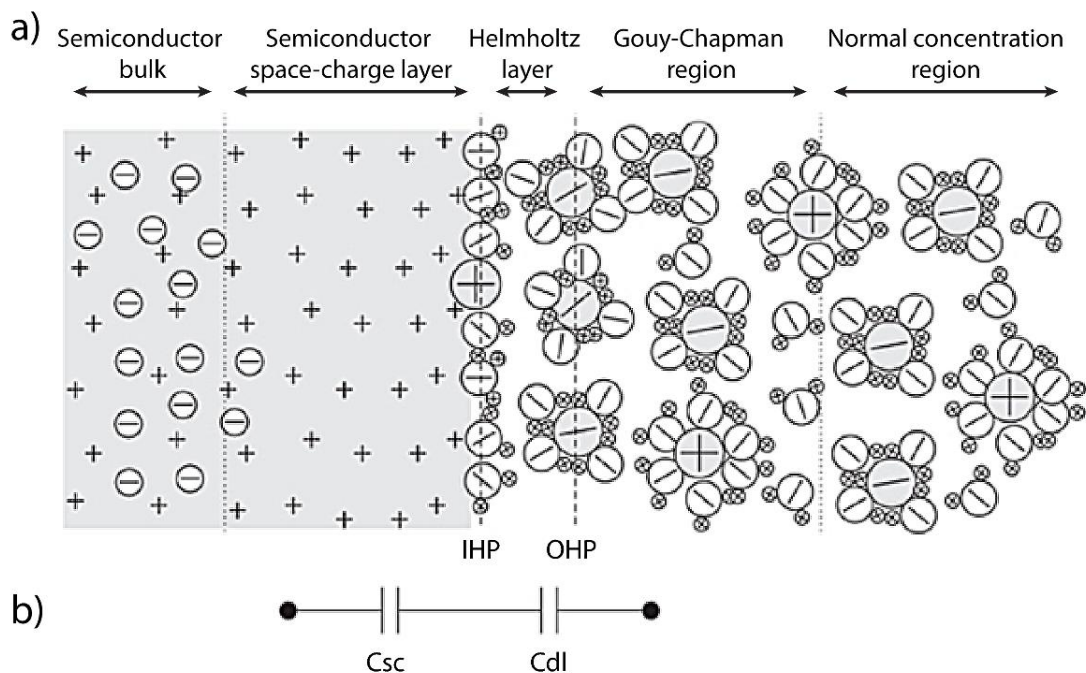 a)
Semiconductor
bulk
Semiconductor
space-charge layer
Helmholtz
layer
Gouy-Chapman
region
Normal concentration
region
IHP
OHP
b)
Csc
Cdl